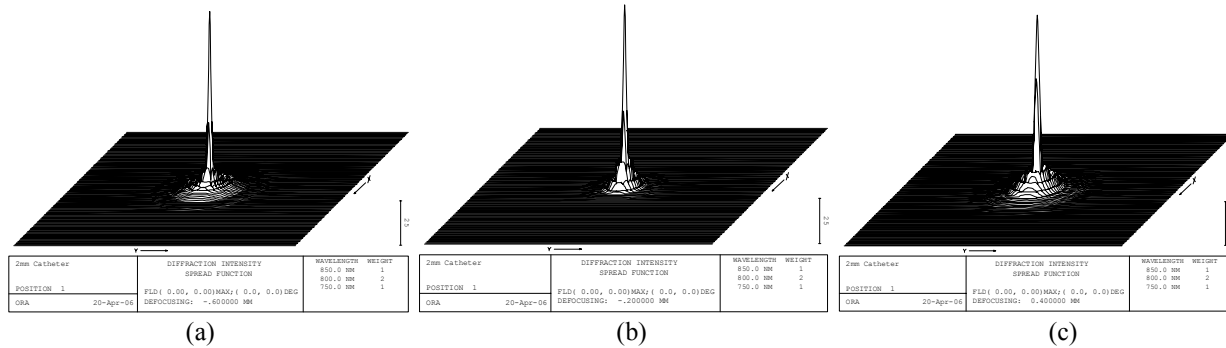 X
25
Y
2mm Catheter
POSITION 1
ORA 20-Apr-06
DIFFRACTION INTENSITY
SPREAD FUNCTION
FLD( 0.00, 0.00)MAX;( 0.0, 0.0)DEG
DEFOCUSING: -.600000 MM
WAVELENGTH WEIGHT
850.0 NM 1
800.0 NM 2
750.0 NM 1
(a)
X
25
Y
2mm Catheter
POSITION 1
ORA 20-Apr-06
DIFFRACTION INTENSITY
SPREAD FUNCTION
FLD( 0.00, 0.00)MAX;( 0.0, 0.0)DEG
DEFOCUSING: -.200000 MM
WAVELENGTH WEIGHT
850.0 NM 1
800.0 NM 2
750.0 NM 1
(b)
X
Y
2mm Catheter
POSITION 1
ORA 20-Apr-06
DIFFRACTION INTENSITY
SPREAD FUNCTION
FLD( 0.00, 0.00)MAX;( 0.0, 0.0)DEG
DEFOCUSING: 0.400000 MM
WAVELENGTH WEIGHT
850.0 NM 1
800.0 NM 2
750.0 NM 1
(c)